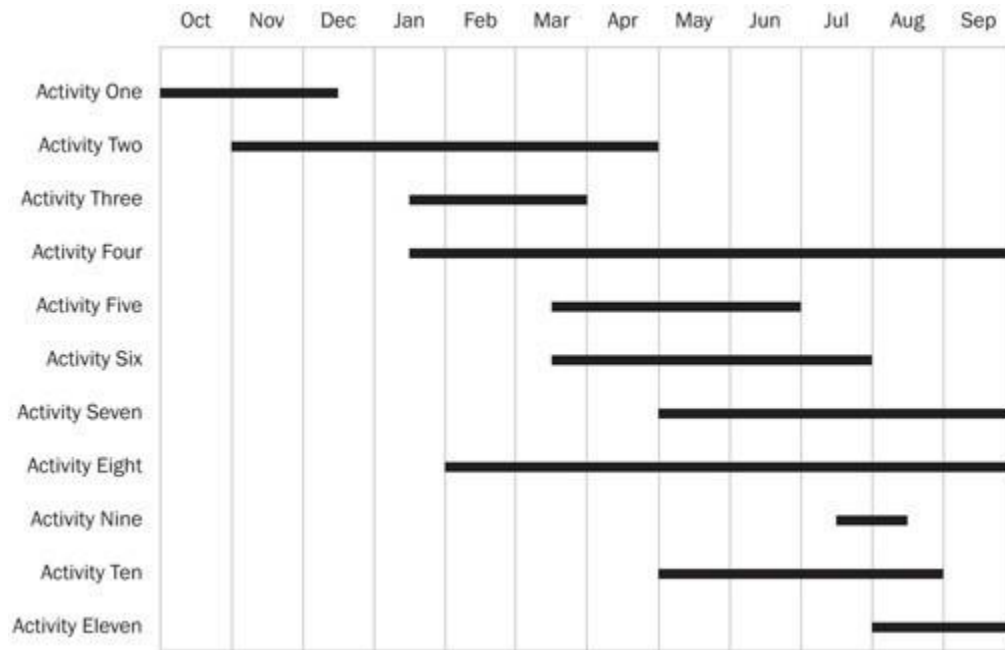 Oct Nov Dec Jan Feb Mar Apr May Jun Jul Aug Sep
Activity One
Activity Two
Activity Three
Activity Four
Activity Five
Activity Six
Activity Seven
Activity Eight
Activity Nine
Activity Ten
Activity Eleven